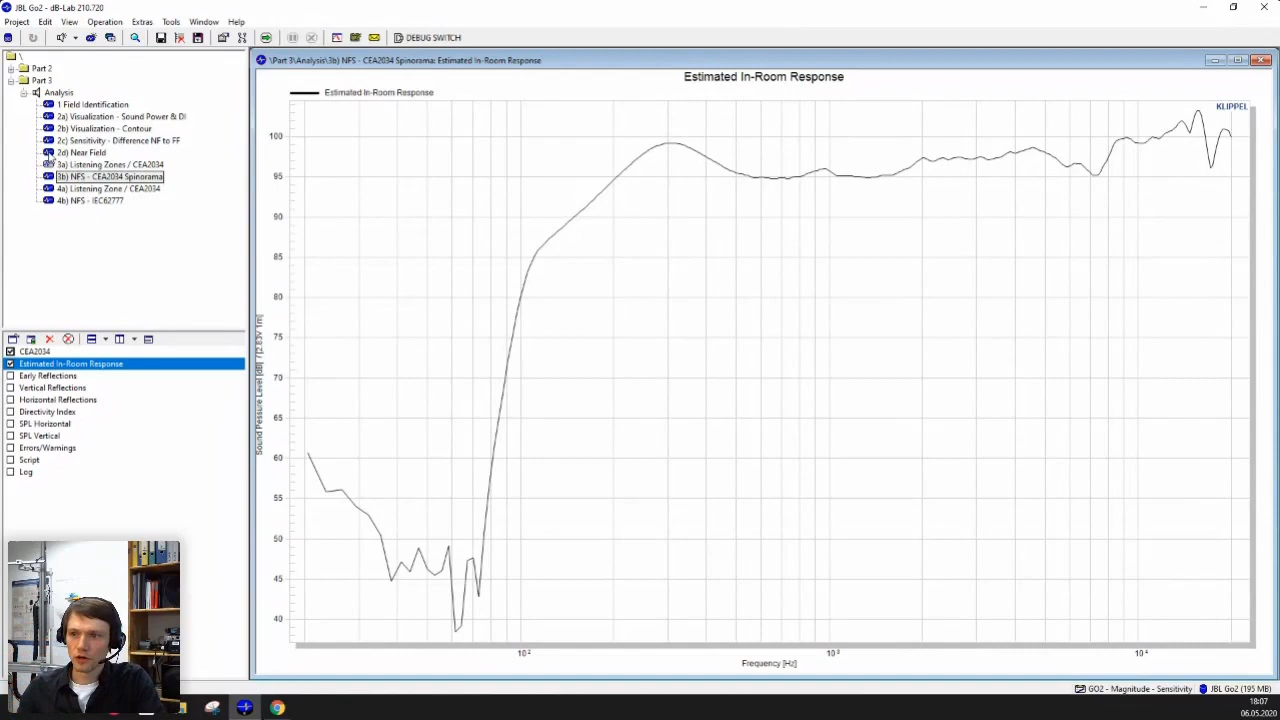 JBL Go2 - dB-Lab 210.720
Project Edit View Operation Extras Tools Window Help
DEBUG SWITCH
\
Part 2
Part 3
Analysis
1 Field Identification
2a) Visualization - Sound Power & DI
2b) Visualization - Contour
2c) Sensitivity - Difference NF to FF
2d) Near Field
3a) Listening Zones / CEA2034
3b) NFS - CEA2034 Spinorama
4a) Listening Zone / CEA2034
4b) NFS - IEC62777
CEA2034
Estimated In-Room Response
Early Reflections
Vertical Reflections
Horizontal Reflections
Directivity Index
SPL Horizontal
SPL Vertical
Errors/Warnings
Script
Log
\Part 3\Analysis\3b) NFS - CEA2034 Spinorama: Estimated In-Room Response
Estimated In-Room Response
Estimated In-Room Response
KLIPPEL
100
95
90
85
80
75
70
65
60
55
50
45
40
Sound Pressure Level [dB] / [2.83V 1m]
10² 10³ 10⁴
Frequency [Hz]
GO2 - Magnitude - Sensitivity JBL Go2 (195 MB)
18:07
06.05.2020